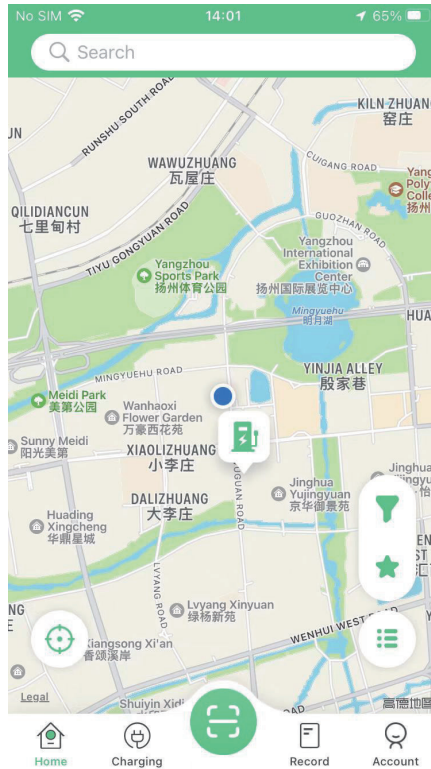 No SIM 14:01 65%
Search
KILN ZHUANG
窑庄
RUNSHU SOUTH ROAD
UN
CUIGANG ROAD
WAWUZHUANG
瓦屋庄
Yang
Poly
Colle
扬州
QILIDIANCUN
七里甸村
GUOZHAN ROAD
TIYU GONGYUAN ROAD
Yangzhou
International
Exhibition
Center
扬州国际展览中心
Yangzhou
Sports Park
扬州体育公园
Mingyuehu
明月湖
HUA
MINGYUEHU ROAD
YINJIA ALLEY
殷家巷
Meidi Park
美第公园
Wanhaoxi
Flower Garden
万豪西花苑
Sunny Meidi
阳光美第
XIAOLIZHUANG
小李庄
Jinghua
Yujingyuan
京华御景苑
DALIZHUANG
大李庄
GUAN ROAD
Huading
Xingcheng
华鼎星城
LVYANG ROAD
Lvyang Xinyuan
绿杨新苑
WENHUI WEST
NG
iangsong Xi'an
香颂溪岸
Legal
Shuiyin Xidi
高德地图
Home
Charging
Record
Account